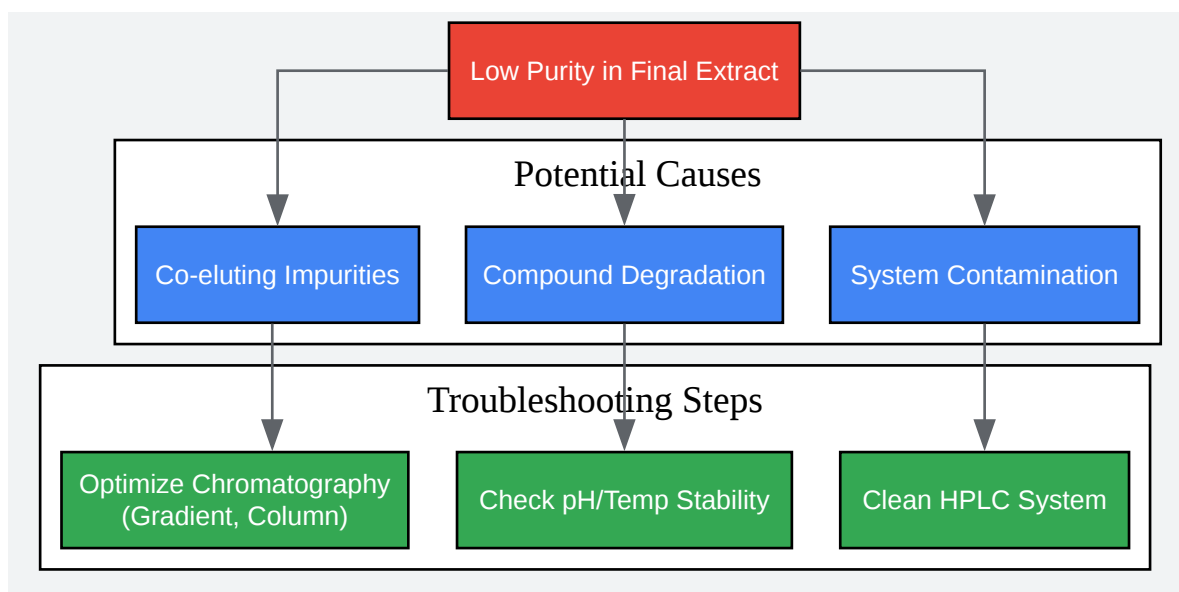 Low Purity in Final Extract
Potential Causes
Co-eluting Impurities
Compound Degradation
System Contamination
Troubleshooting Steps
Optimize Chromatography
(Gradient, Column)
Check pH/Temp Stability
Clean HPLC System